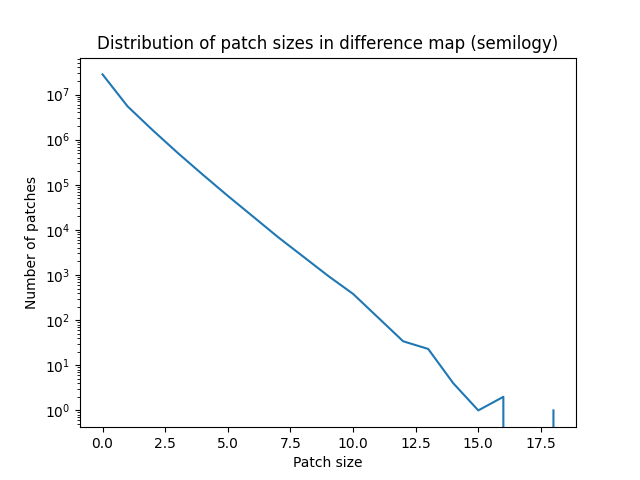 Distribution of patch sizes in difference map (semilogy)
Number of patches
10^7
10^6
10^5
10^4
10^3
10^2
10^1
10^0
0.0 2.5 5.0 7.5 10.0 12.5 15.0 17.5
Patch size